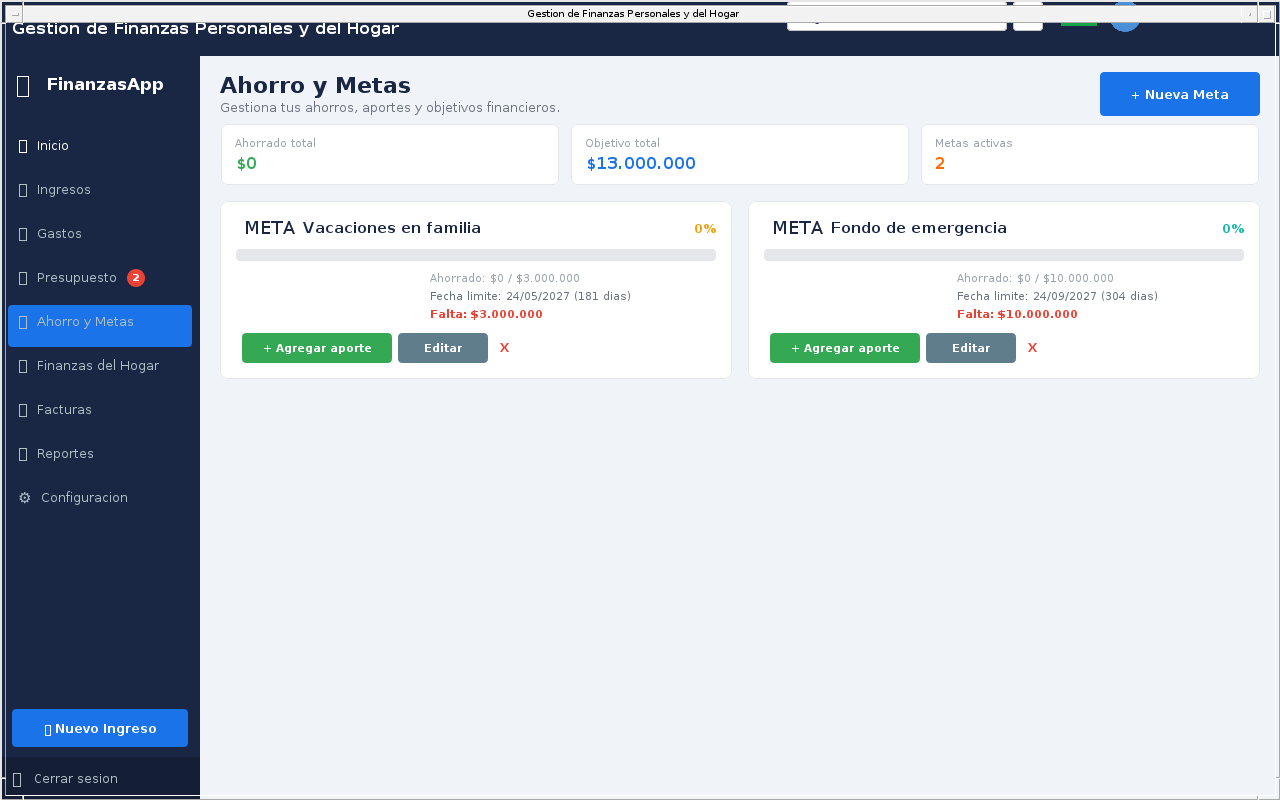 Gestion de Finanzas Personales y del Hogar
Gestion de Finanzas Personales y del Hogar
FinanzasApp
Inicio
Ingresos
Gastos
Presupuesto 2
Ahorro y Metas
Finanzas del Hogar
Facturas
Reportes
⚙ Configuracion
Nuevo Ingreso
Cerrar sesion
Ahorro y Metas
Gestiona tus ahorros, aportes y objetivos financieros.
+ Nueva Meta
Ahorrado total
$0
Objetivo total
$13.000.000
Metas activas
2
META Vacaciones en familia 0%
Ahorrado: $0 / $3.000.000
Fecha limite: 24/05/2027 (181 dias)
Falta: $3.000.000
+ Agregar aporte Editar X
META Fondo de emergencia 0%
Ahorrado: $0 / $10.000.000
Fecha limite: 24/09/2027 (304 dias)
Falta: $10.000.000
+ Agregar aporte Editar X